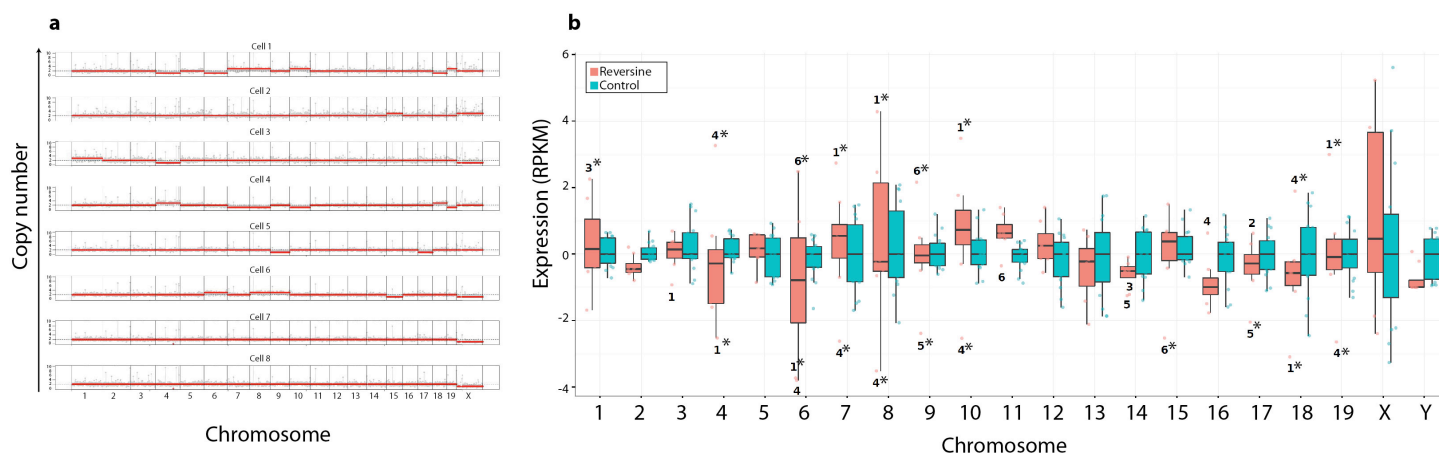 a
Copy number
Cell 1
Cell 2
Cell 3
Cell 4
Cell 5
Cell 6
Cell 7
Cell 8
1 2 3 4 5 6 7 8 9 10 11 12 13 14 15 16 17 18 19 X
Chromosome
b
Expression (RPKM)
6
4
2
0
-2
-4
Reversine
Control
3*
1
4*
1*
6*
1*
4
1*
4*
1*
4*
6*
5*
1*
4*
6
3
5
6*
4
2
5*
4*
1*
1*
4*
1 2 3 4 5 6 7 8 9 10 11 12 13 14 15 16 17 18 19 X Y
Chromosome